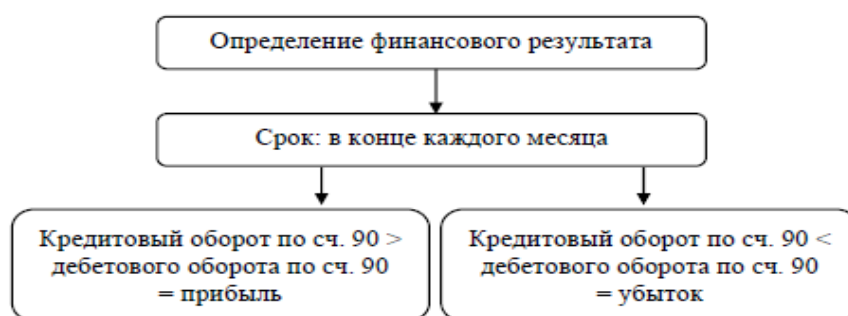 Определение финансового результата
Срок: в конце каждого месяца
Кредитовый оборот по сч. 90 >
дебетового оборота по сч. 90
= прибыль
Кредитовый оборот по сч. 90 <
дебетового оборота по сч. 90
= убыток